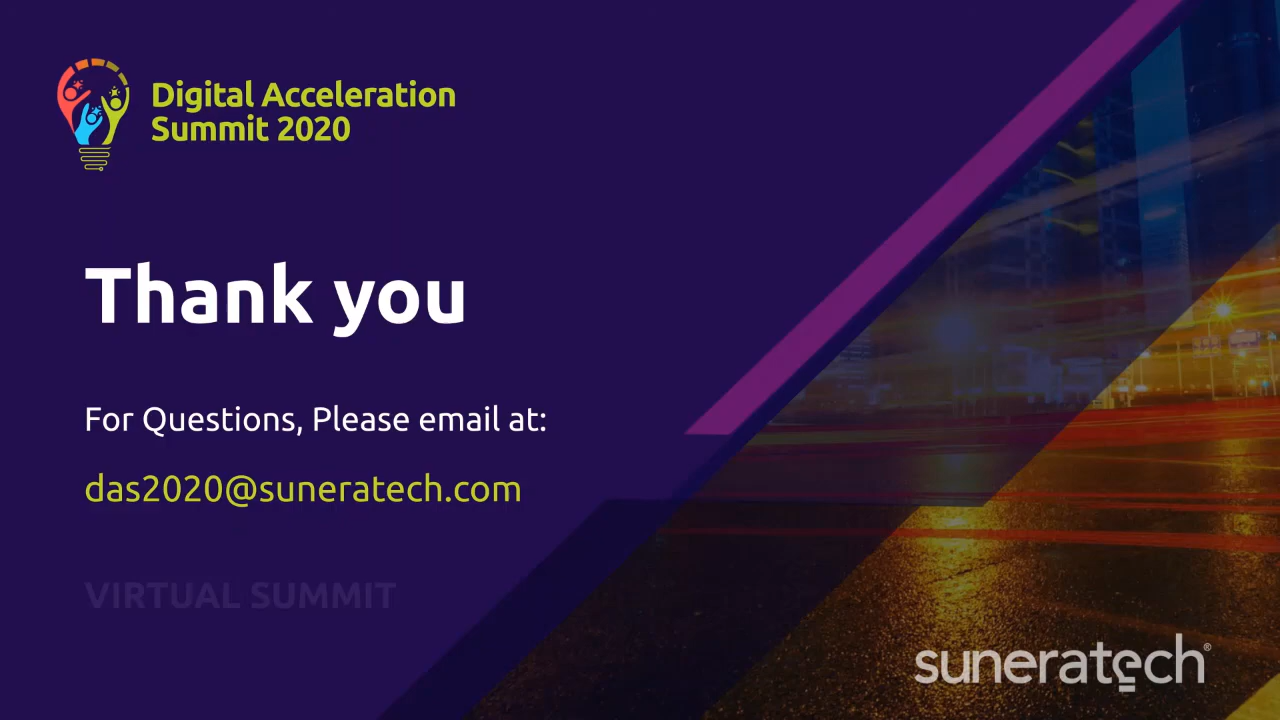 Digital Acceleration
Summit 2020
Thank you
For Questions, Please email at:
das2020@suneratech.com
VIRTUAL SUMMIT
suneratech®